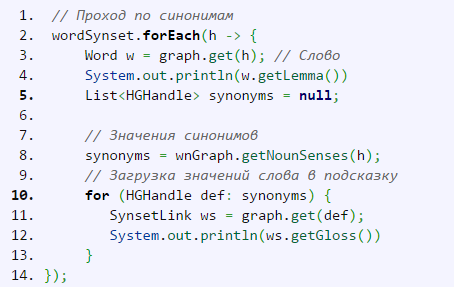 1. // Проход по синонимам
2. wordSynset.forEach(h -> {
3. Word w = graph.get(h); // Слово
4. System.out.println(w.getLemma())
5. List<HGHandle> synonyms = null;
6.
7. // Значения синонимов
8. synonyms = wnGraph.getNounSenses(h);
9. // Загрузка значений слова в подсказку
10. for (HGHandle def: synonyms) {
11. SynsetLink ws = graph.get(def);
12. System.out.println(ws.getGloss())
13. }
14. });